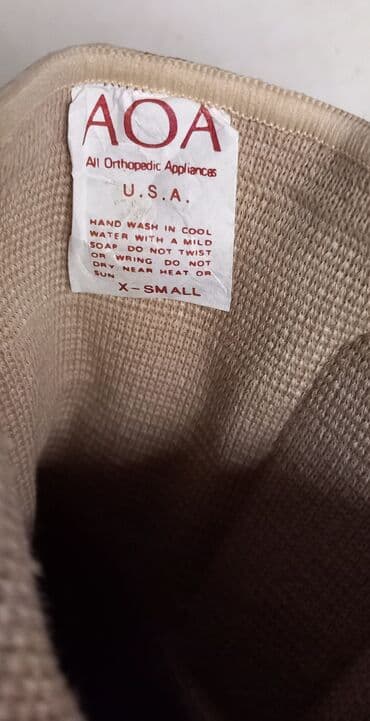 AOA
All Orthopedic Appliances
U.S.A.
HAND WASH IN COOL
WATER WITH A MILD
SOAP DO NOT TWIST
OR WRING DO NOT
DRY NEAR HEAT OR
SUN
X-SMALL